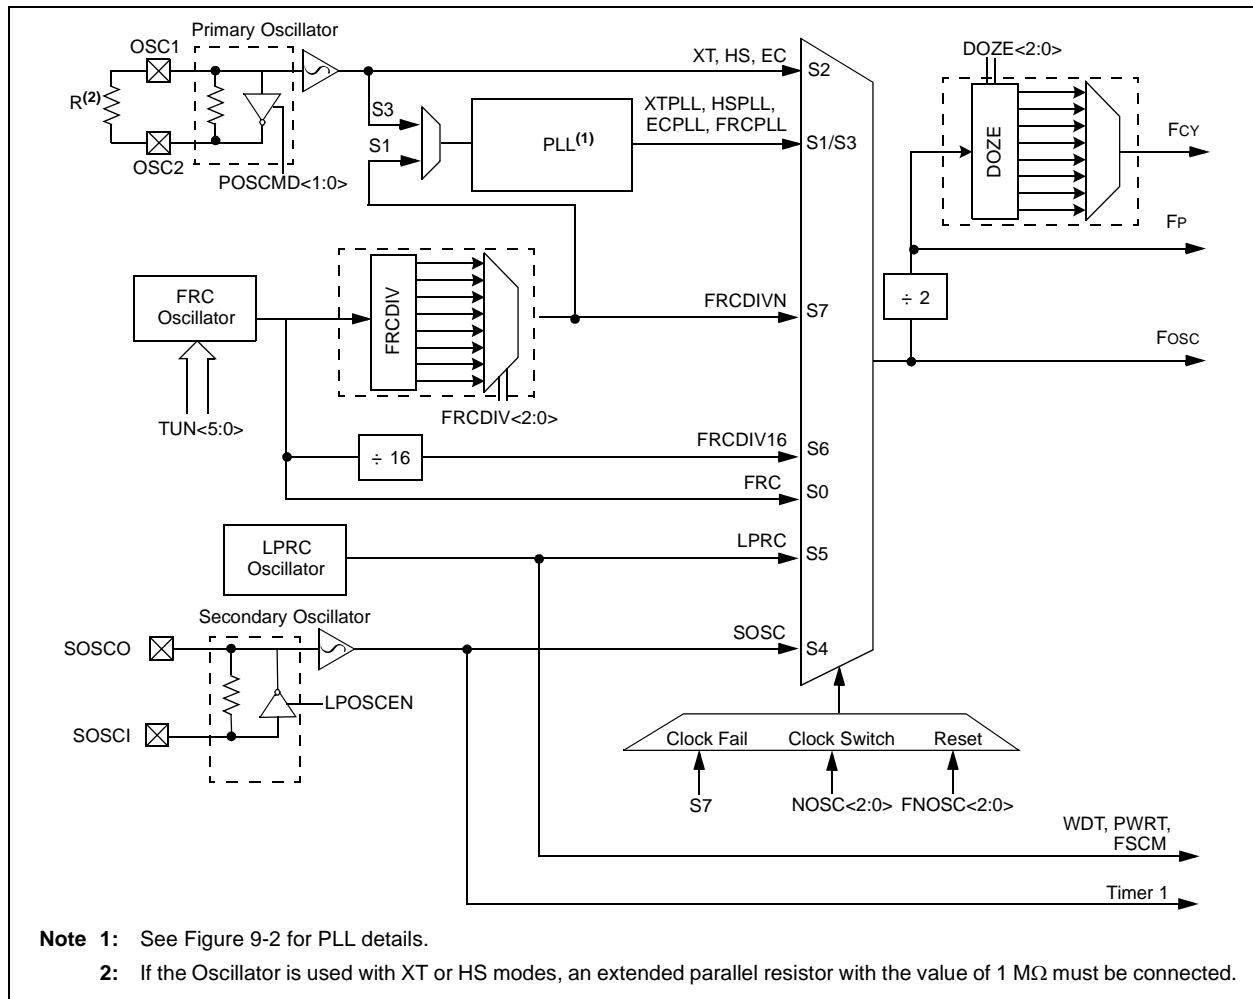 Primary Oscillator
OSC1
R(2)
OSC2
POSCMD<1:0>
S3
S1
PLL(1)
XT, HS, EC
S2
XTPLL, HSPLL,
ECPLL, FRCPLL
S1/S3
DOZE<2:0>
DOZE
FCY
FP
÷ 2
FOSC
FRC
Oscillator
TUN<5:0>
FRCDIV
FRCDIV<2:0>
FRCDIVN
S7
÷ 16
FRCDIV16
S6
FRC
S0
LPRC
Oscillator
LPRC
S5
Secondary Oscillator
SOSCO
SOSCI
LPOSCEN
SOSC
S4
Clock Fail
Clock Switch
Reset
S7
NOSC<2:0>
FNOSC<2:0>
WDT, PWRT,
FSCM
Timer 1
Note 1: See Figure 9-2 for PLL details.
2: If the Oscillator is used with XT or HS modes, an extended parallel resistor with the value of 1 MΩ must be connected.